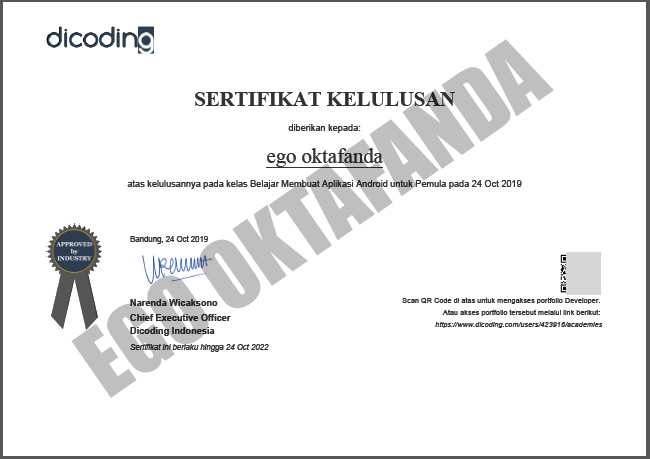 dicoding
SERTIFIKAT KELULUSAN
diberikan kepada:
ego oktafanda
atas kelulusannya pada kelas Belajar Membuat Aplikasi Android untuk Pemula pada 24 Oct 2019
EGO OKTAFANDA
APPROVED
by
INDUSTRY
Bandung, 24 Oct 2019
Narenda Wicaksono
Chief Executive Officer
Dicoding Indonesia
Sertifikat ini berlaku hingga 24 Oct 2022
Scan QR Code di atas untuk mengakses portfolio Developer.
Atau akses portfolio tersebut melalui link berikut:
https://www.dicoding.com/users/423916/academies